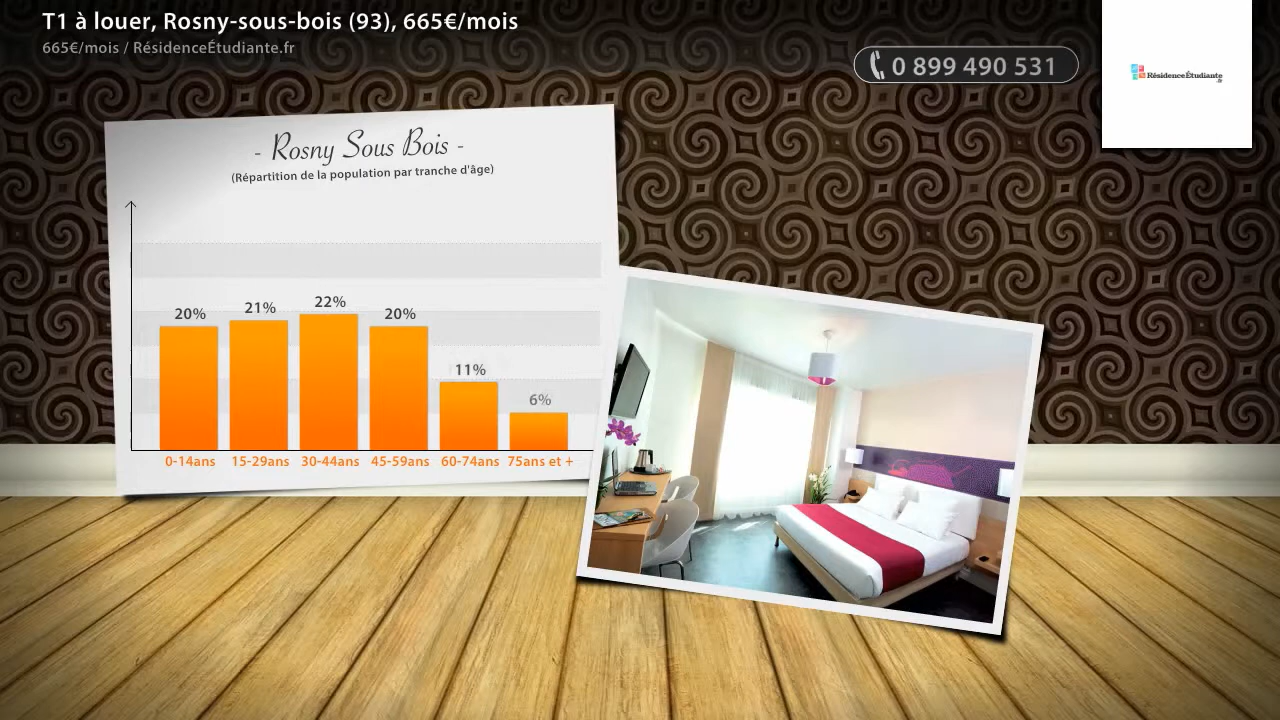 T1 à louer, Rosny-sous-bois (93), 665€/mois
665€/mois / RésidenceÉtudiante.fr
0 899 490 531
RésidenceÉtudiante
.fr
- Rosny Sous Bois -
(Répartition de la population par tranche d'âge)
20% 21% 22% 20% 11% 6%
0-14ans 15-29ans 30-44ans 45-59ans 60-74ans 75ans et +